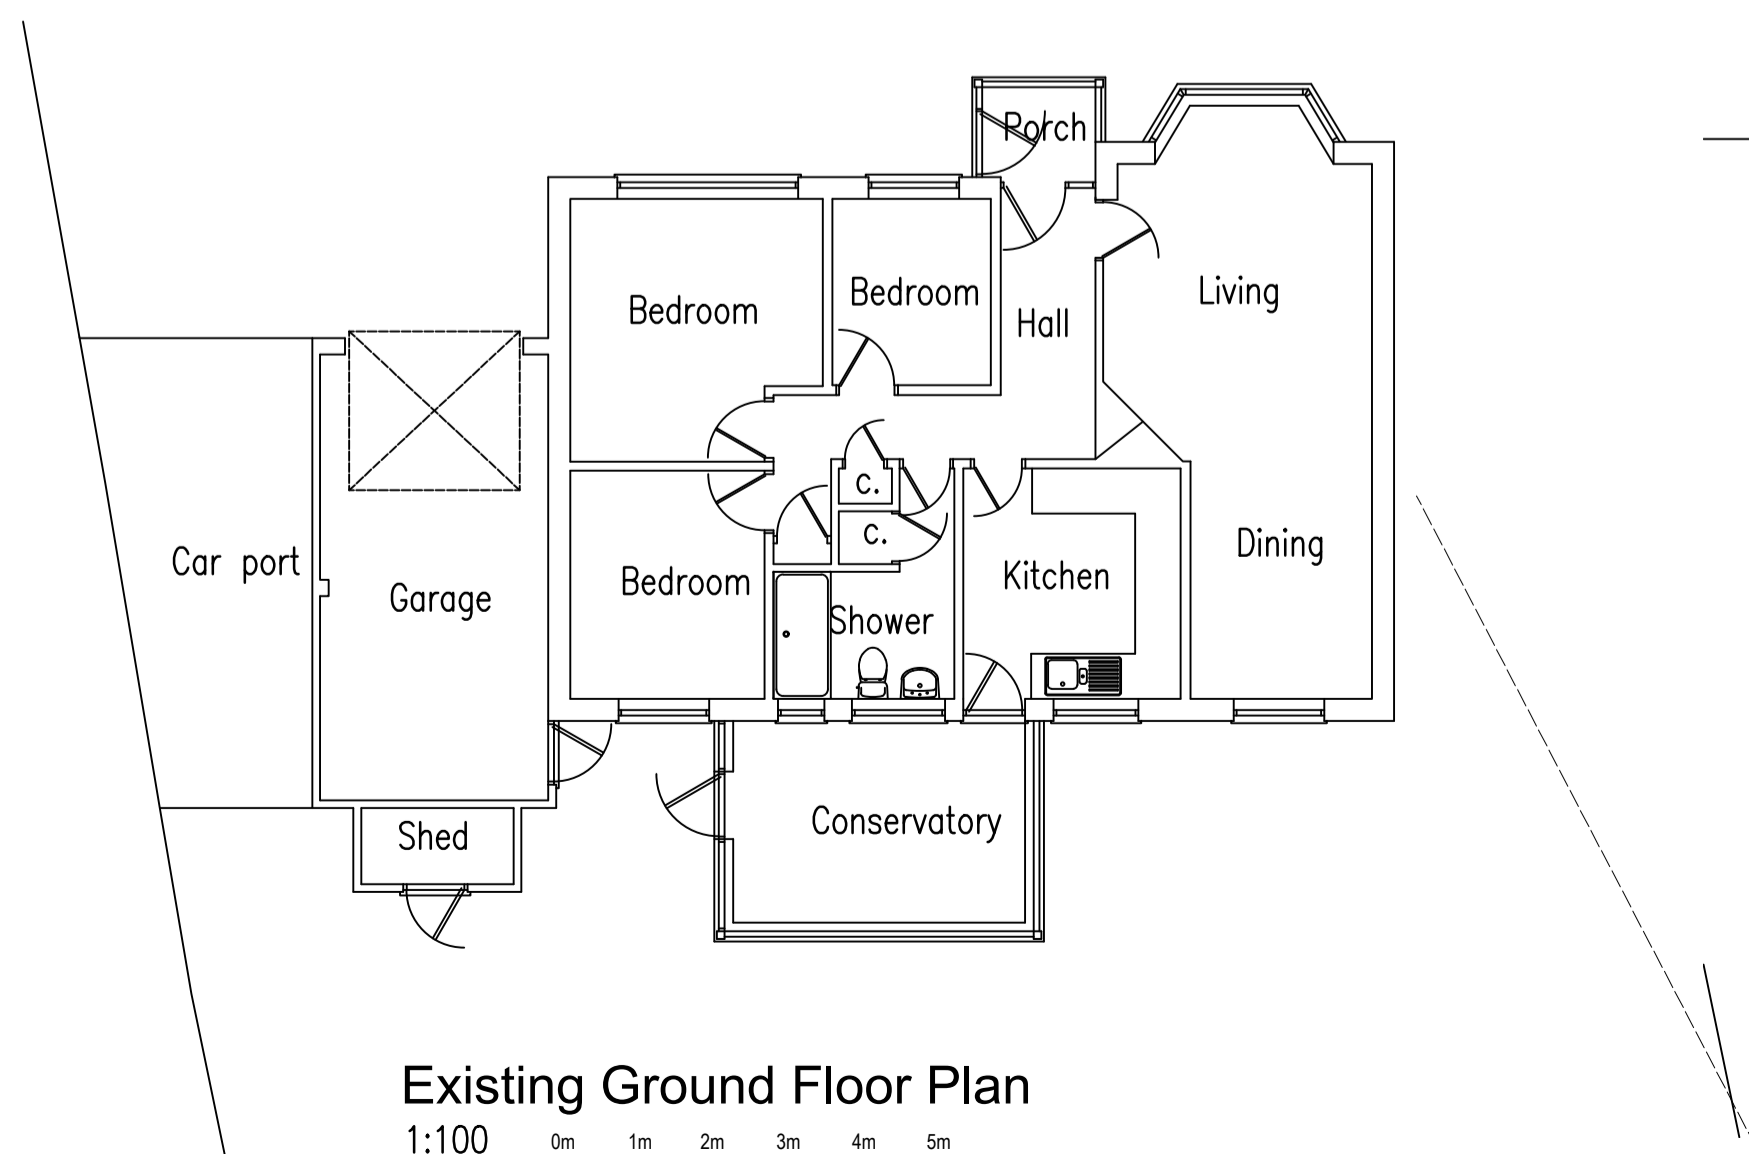 Porch
Bedroom
Bedroom
Hall
Living
c.
c.
Car port
Garage
Bedroom
Shower
Kitchen
Dining
Shed
Conservatory
Existing Ground Floor Plan
1:100 0m 1m 2m 3m 4m 5m